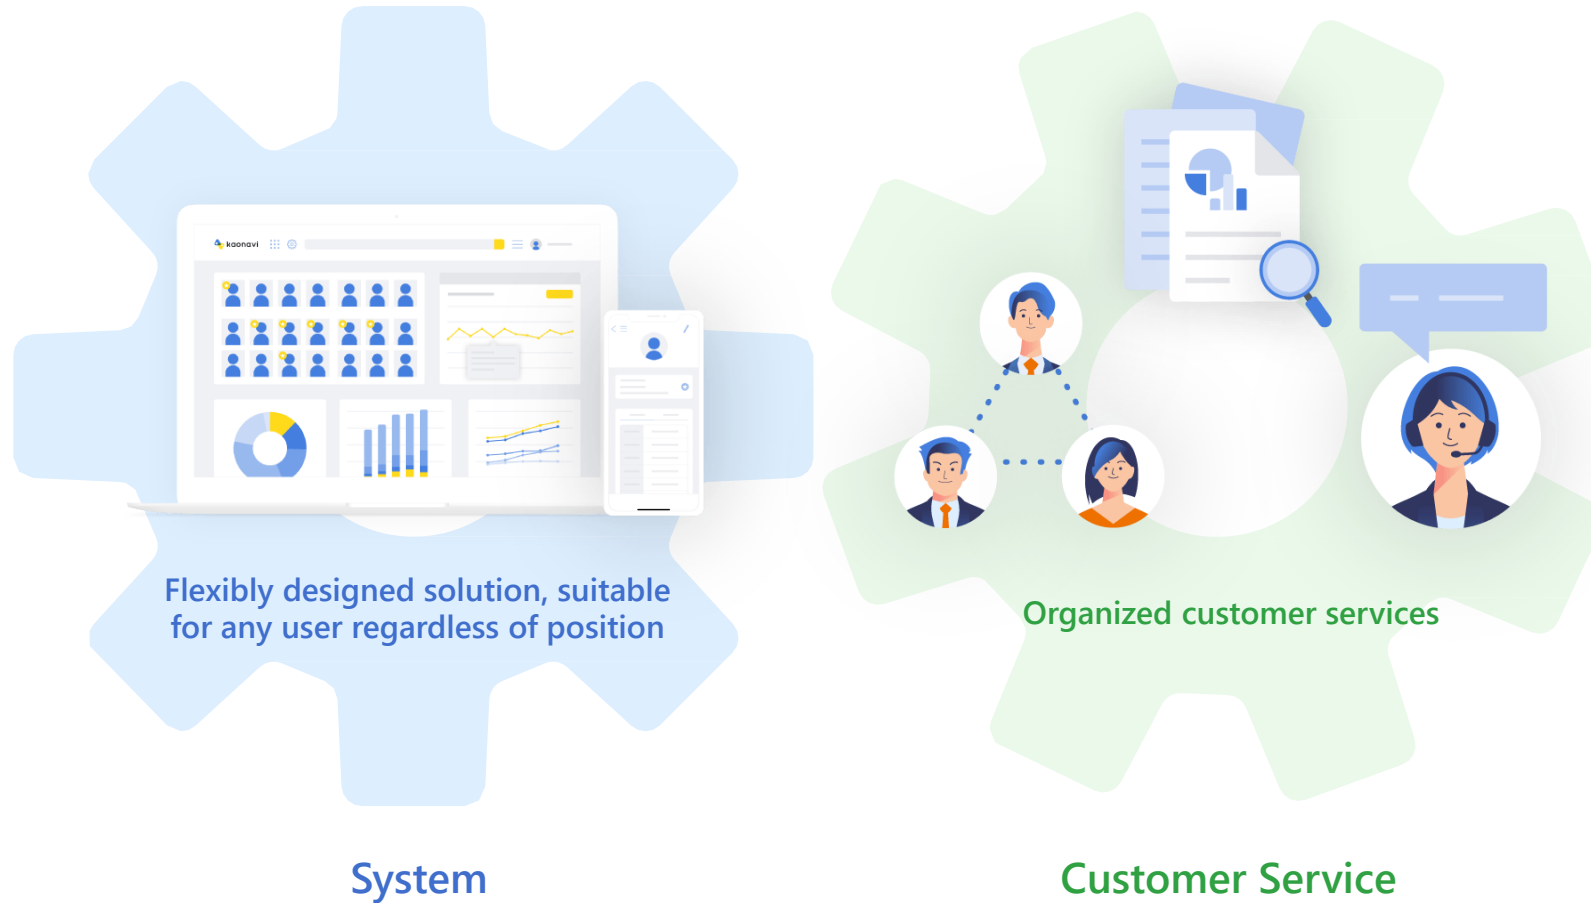 kaonavi
Flexibly designed solution, suitable
for any user regardless of position
Organized customer services
System
Customer Service